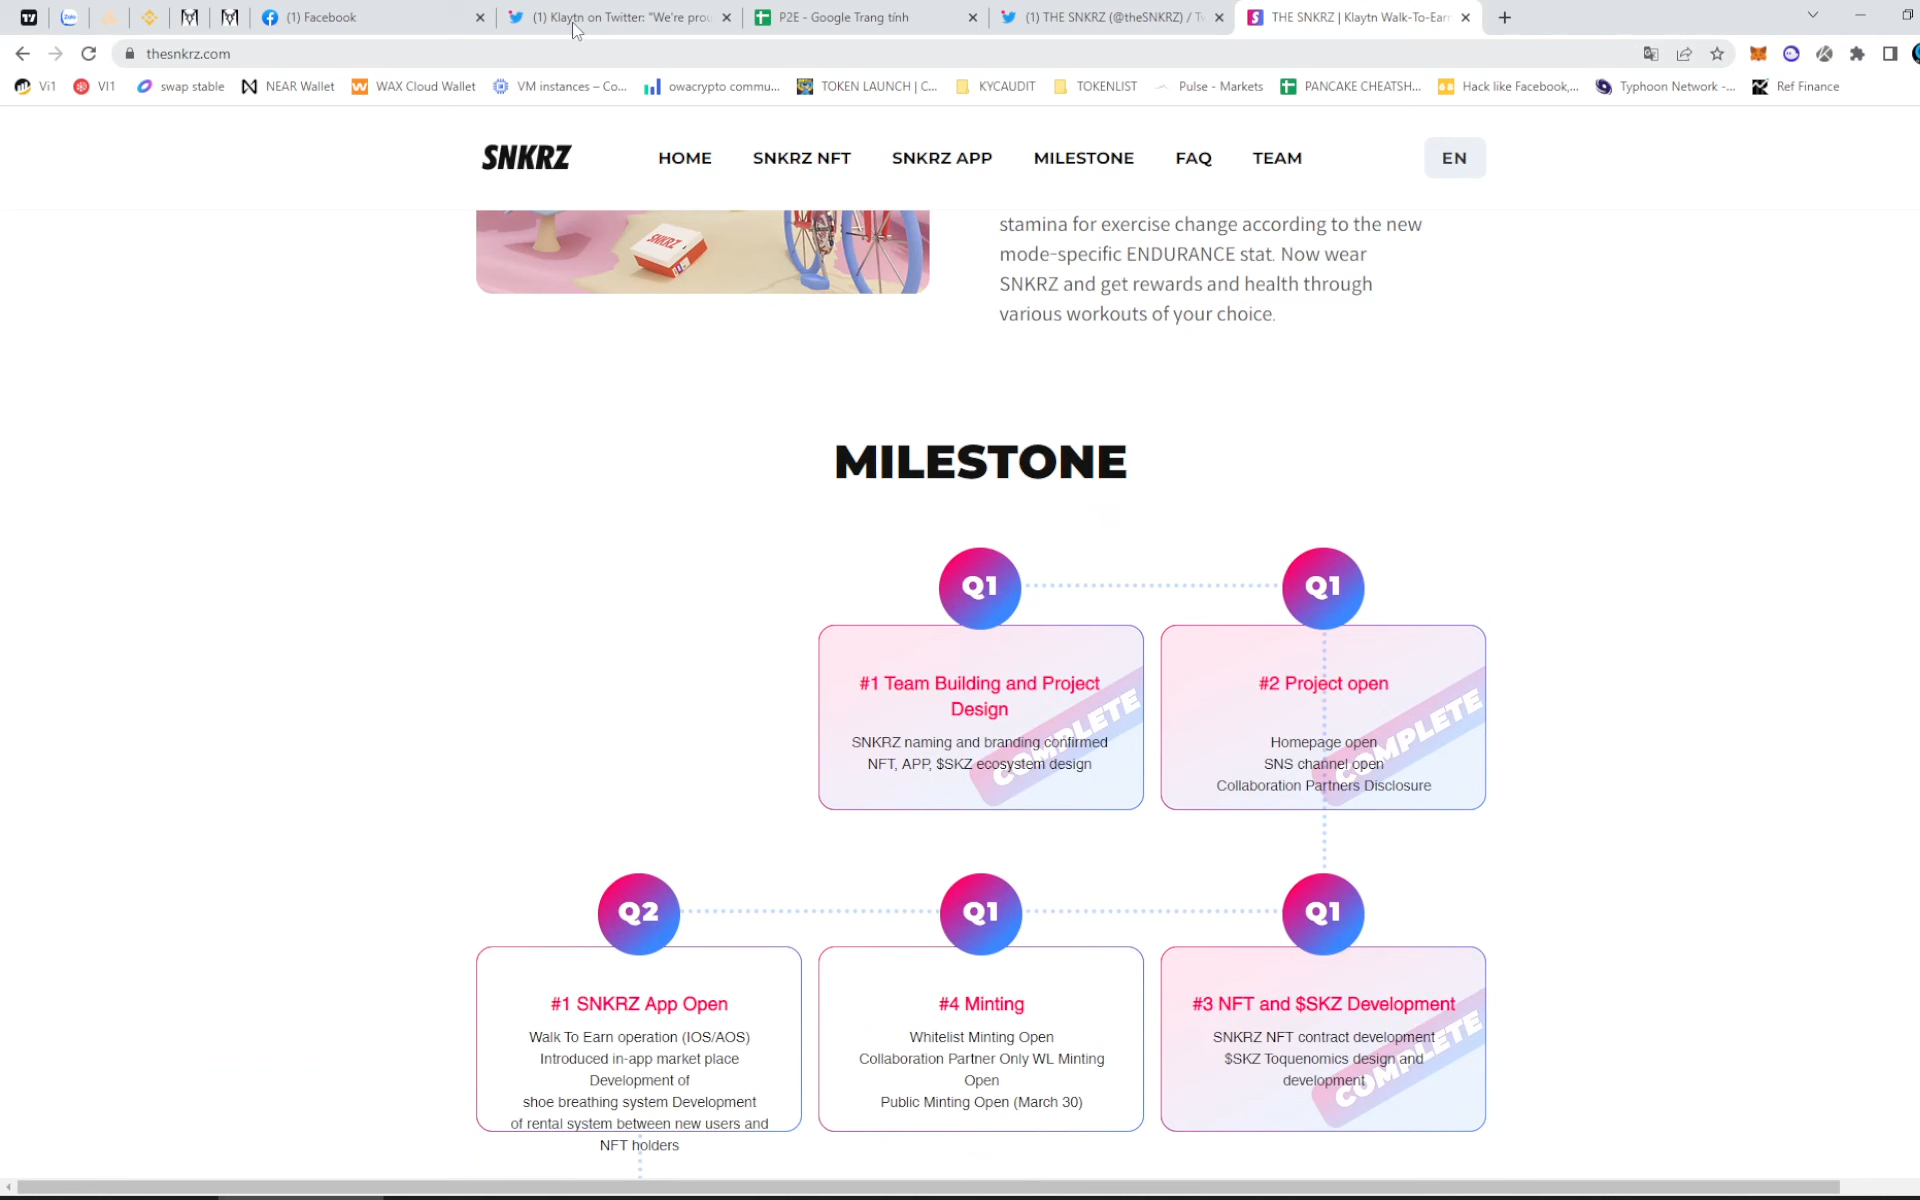 (1) Facebook
(1) Klaytn on Twitter: "We're prou
P2E - Google Trang tính
(1) THE SNKRZ (@theSNKRZ) / Tw
THE SNKRZ | Klaytn Walk-To-Earn
thesnkrz.com
Vi1
VI1
swap stable
NEAR Wallet
WAX Cloud Wallet
VM instances – Co...
owacrypto commu...
TOKEN LAUNCH | C...
KYCAUDIT
TOKENLIST
Pulse - Markets
PANCAKE CHEATSH...
Hack like Facebook,...
Typhoon Network -...
Ref Finance
SNKRZ
HOME
SNKRZ NFT
SNKRZ APP
MILESTONE
FAQ
TEAM
EN
SNKRZ
stamina for exercise change according to the new
mode-specific ENDURANCE stat. Now wear
SNKRZ and get rewards and health through
various workouts of your choice.
MILESTONE
Q1
#1 Team Building and Project
Design
SNKRZ naming and branding confirmed
NFT, APP, $SKZ ecosystem design
COMPLETE
Q1
#2 Project open
Homepage open
SNS channel open
Collaboration Partners Disclosure
COMPLETE
Q2
#1 SNKRZ App Open
Walk To Earn operation (IOS/AOS)
Introduced in-app market place
Development of
shoe breathing system Development
of rental system between new users and
NFT holders
Q1
#4 Minting
Whitelist Minting Open
Collaboration Partner Only WL Minting
Open
Public Minting Open (March 30)
Q1
#3 NFT and $SKZ Development
SNKRZ NFT contract development
$SKZ Toquenomics design and
development
COMPLETE